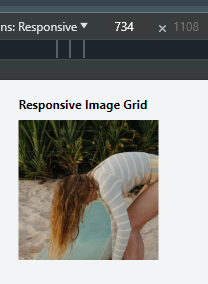 ns: Responsive ▼ 734 × 1108
Responsive Image Grid